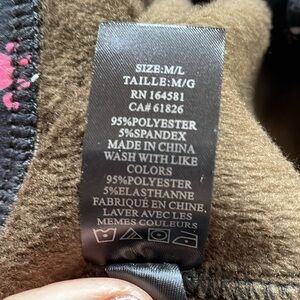 SIZE:M/L
TAILLE:M/G
RN 164581
CA# 61826
95%POLYESTER
5%SPANDEX
MADE IN CHINA
WASH WITH LIKE
COLORS
95%POLYESTER
5%ELASTHANNE
FABRIQUÉ EN CHINE.
LAVER AVEC LES
MEMES COULEURS